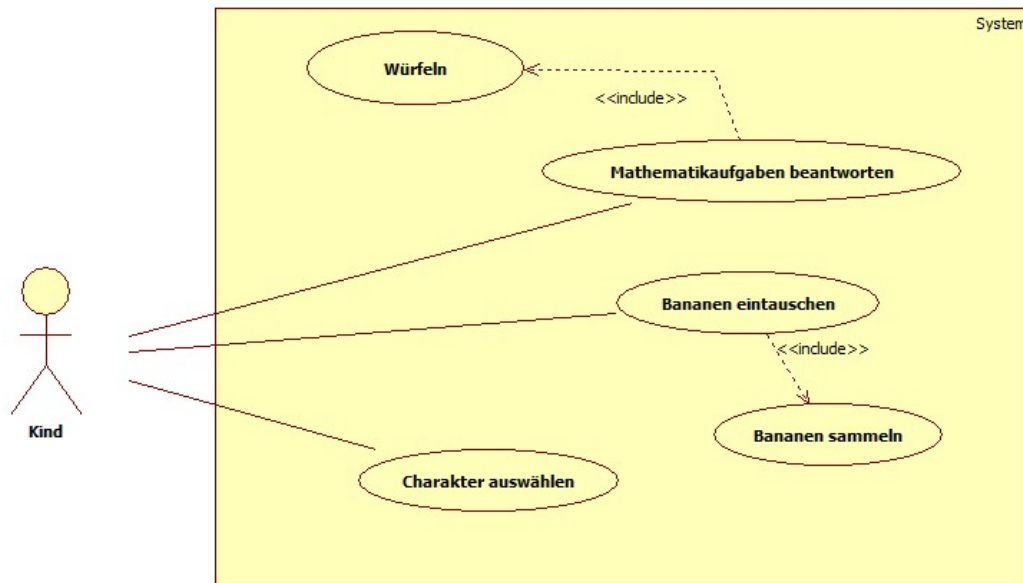 System
Würfeln
<<include>>
Mathematikaufgaben beantworten
Bananen eintauschen
<<include>>
Kind
Bananen sammeln
Charakter auswählen